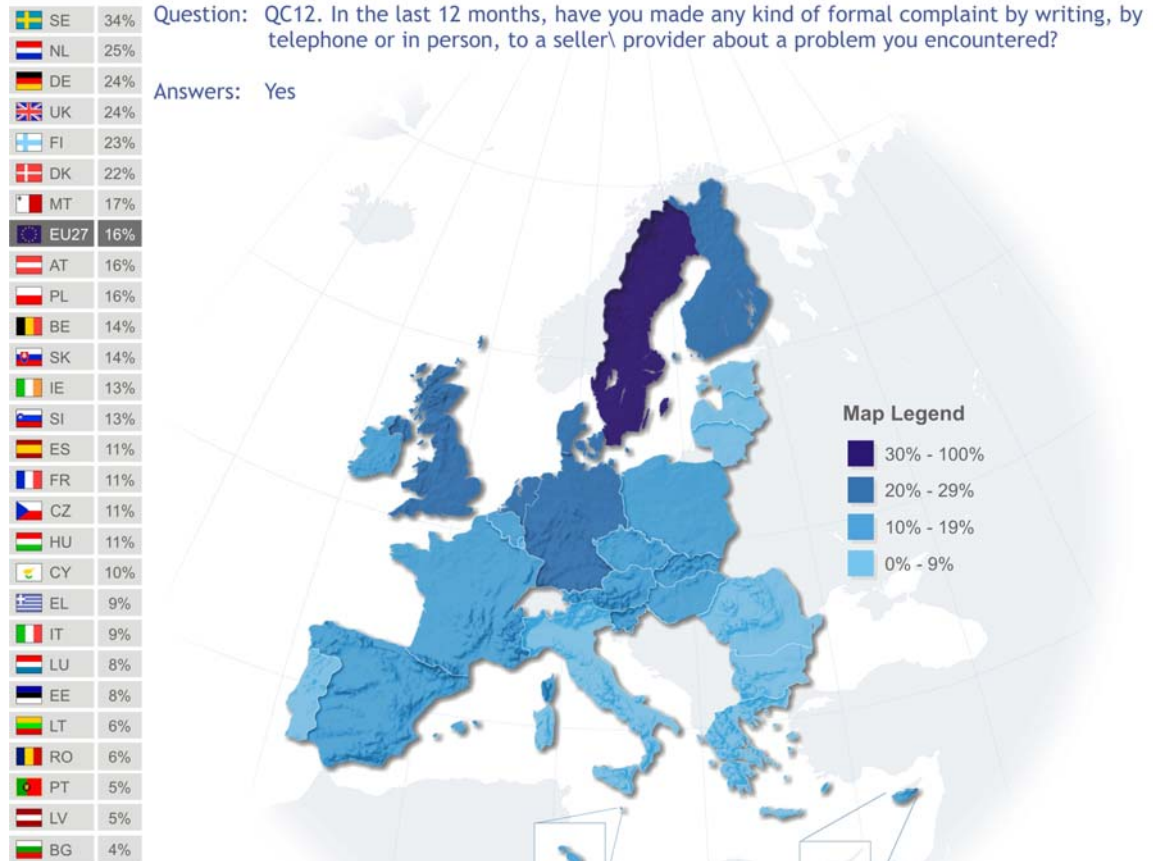 Question: QC12. In the last 12 months, have you made any kind of formal complaint by writing, by
telephone or in person, to a seller\ provider about a problem you encountered?
Answers: Yes
SE 34%
NL 25%
DE 24%
UK 24%
FI 23%
DK 22%
MT 17%
EU27 16%
AT 16%
PL 16%
BE 14%
SK 14%
IE 13%
SI 13%
ES 11%
FR 11%
CZ 11%
HU 11%
CY 10%
EL 9%
IT 9%
LU 8%
EE 8%
LT 6%
RO 6%
PT 5%
LV 5%
BG 4%
Map Legend
30% - 100%
20% - 29%
10% - 19%
0% - 9%